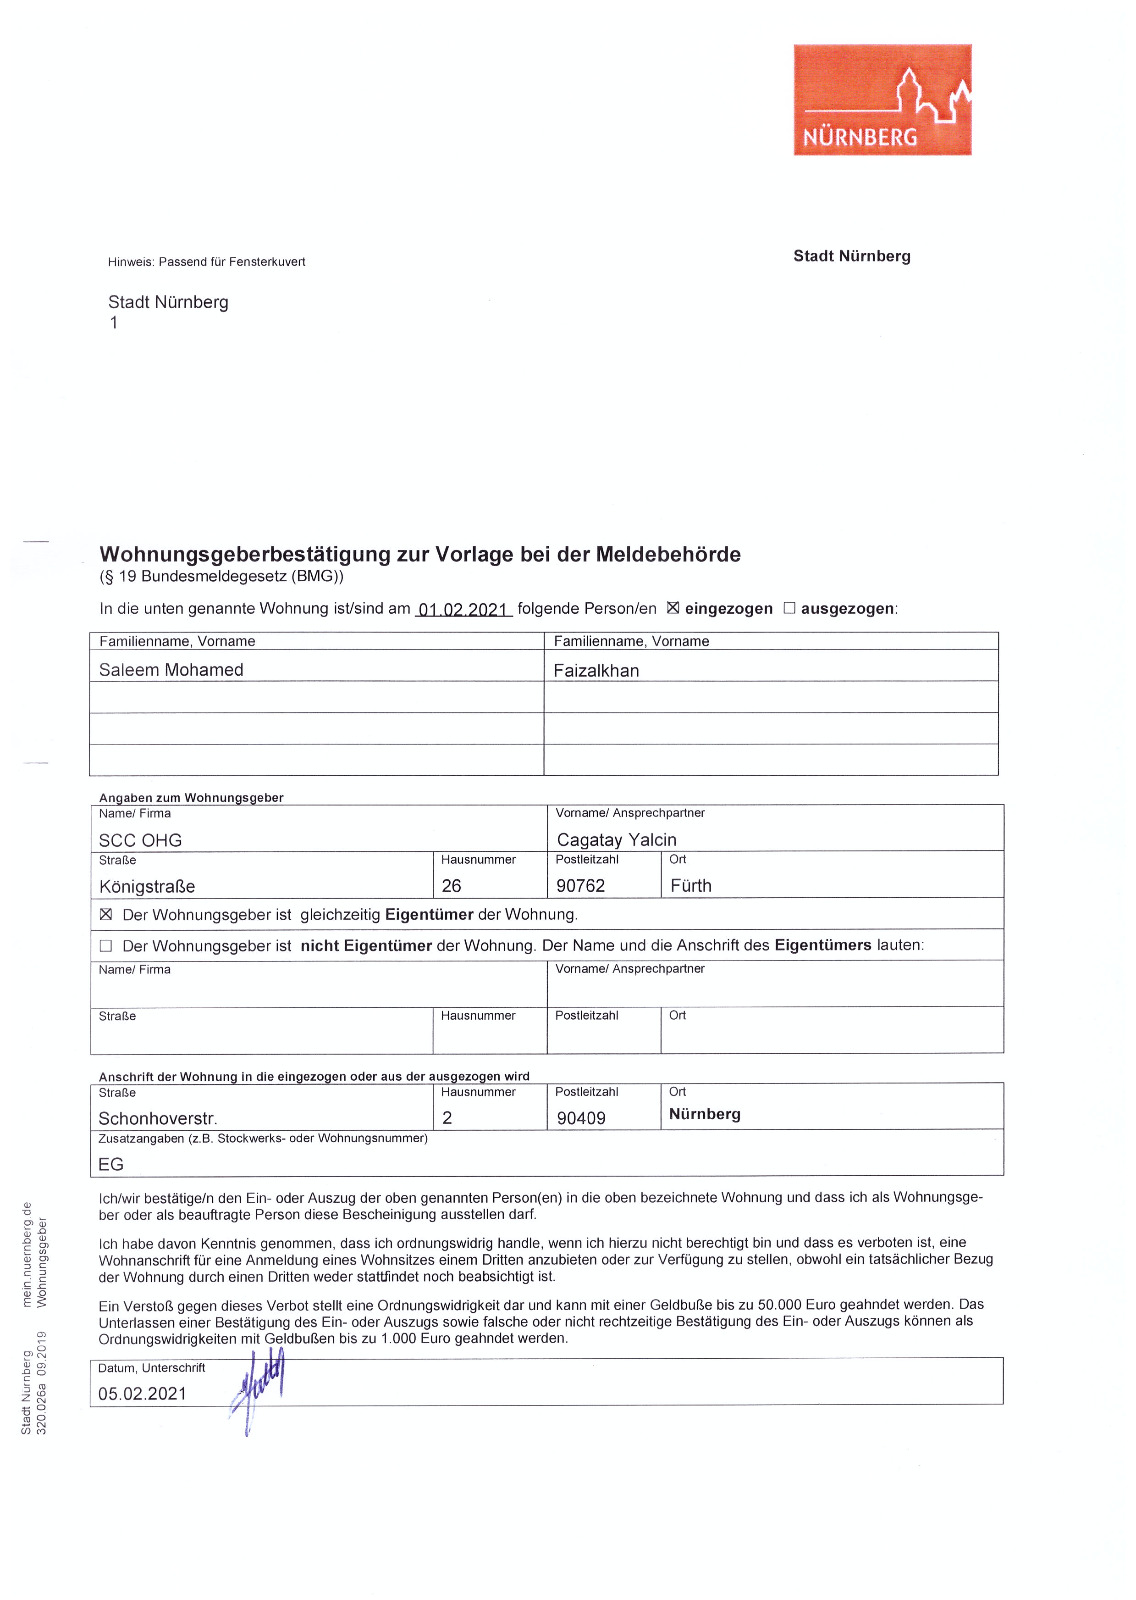 NÜRNBERG
Stadt Nürnberg
Hinweis: Passend für Fensterkuvert
Stadt Nürnberg
1
Wohnungsgeberbestätigung zur Vorlage bei der Meldebehörde
(§ 19 Bundesmeldegesetz (BMG))
In die unten genannte Wohnung ist/sind am 01.02.2021 folgende Person/en ☒ eingezogen ☐ ausgezogen:
Familienname, Vorname Familienname, Vorname
Saleem Mohamed Faizalkhan
Angaben zum Wohnungsgeber
Name/ Firma Vorname/ Ansprechpartner
SCC OHG Cagatay Yalcin
Straße Hausnummer Postleitzahl Ort
Königstraße 26 90762 Fürth
☒ Der Wohnungsgeber ist gleichzeitig Eigentümer der Wohnung.
☐ Der Wohnungsgeber ist nicht Eigentümer der Wohnung. Der Name und die Anschrift des Eigentümers lauten:
Name/ Firma Vorname/ Ansprechpartner
Straße Hausnummer Postleitzahl Ort
Anschrift der Wohnung in die eingezogen oder aus der ausgezogen wird
Straße Hausnummer Postleitzahl Ort
Schonhoverstr. 2 90409 Nürnberg
Zusatzangaben (z.B. Stockwerks- oder Wohnungsnummer)
EG
Ich/wir bestätige/n den Ein- oder Auszug der oben genannten Person(en) in die oben bezeichnete Wohnung und dass ich als Wohnungsge-
ber oder als beauftragte Person diese Bescheinigung ausstellen darf.
Ich habe davon Kenntnis genommen, dass ich ordnungswidrig handle, wenn ich hierzu nicht berechtigt bin und dass es verboten ist, eine
Wohnanschrift für eine Anmeldung eines Wohnsitzes einem Dritten anzubieten oder zur Verfügung zu stellen, obwohl ein tatsächlicher Bezug
der Wohnung durch einen Dritten weder stattfindet noch beabsichtigt ist.
Ein Verstoß gegen dieses Verbot stellt eine Ordnungswidrigkeit dar und kann mit einer Geldbuße bis zu 50.000 Euro geahndet werden. Das
Unterlassen einer Bestätigung des Ein- oder Auszugs sowie falsche oder nicht rechtzeitige Bestätigung des Ein- oder Auszugs können als
Ordnungswidrigkeiten mit Geldbußen bis zu 1.000 Euro geahndet werden.
Datum, Unterschrift
05.02.2021
Stadt Nürnberg mein.nuernberg.de
320.026a 09.2019 Wohnungsgeber